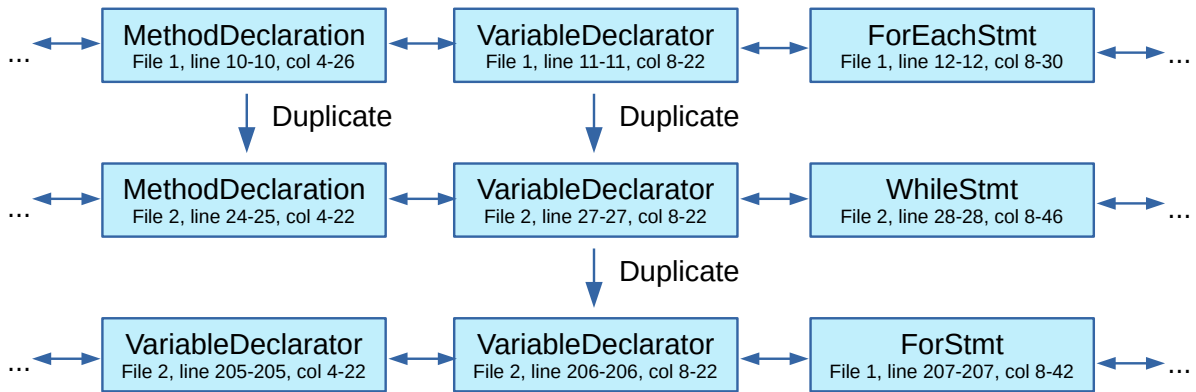 MethodDeclaration
File 1, line 10-10, col 4-26
VariableDeclarator
File 1, line 11-11, col 8-22
ForEachStmt
File 1, line 12-12, col 8-30
...
...
Duplicate
Duplicate
MethodDeclaration
File 2, line 24-25, col 4-22
VariableDeclarator
File 2, line 27-27, col 8-22
WhileStmt
File 2, line 28-28, col 8-46
...
...
Duplicate
VariableDeclarator
File 2, line 205-205, col 4-22
VariableDeclarator
File 2, line 206-206, col 8-22
ForStmt
File 1, line 207-207, col 8-42
...
...